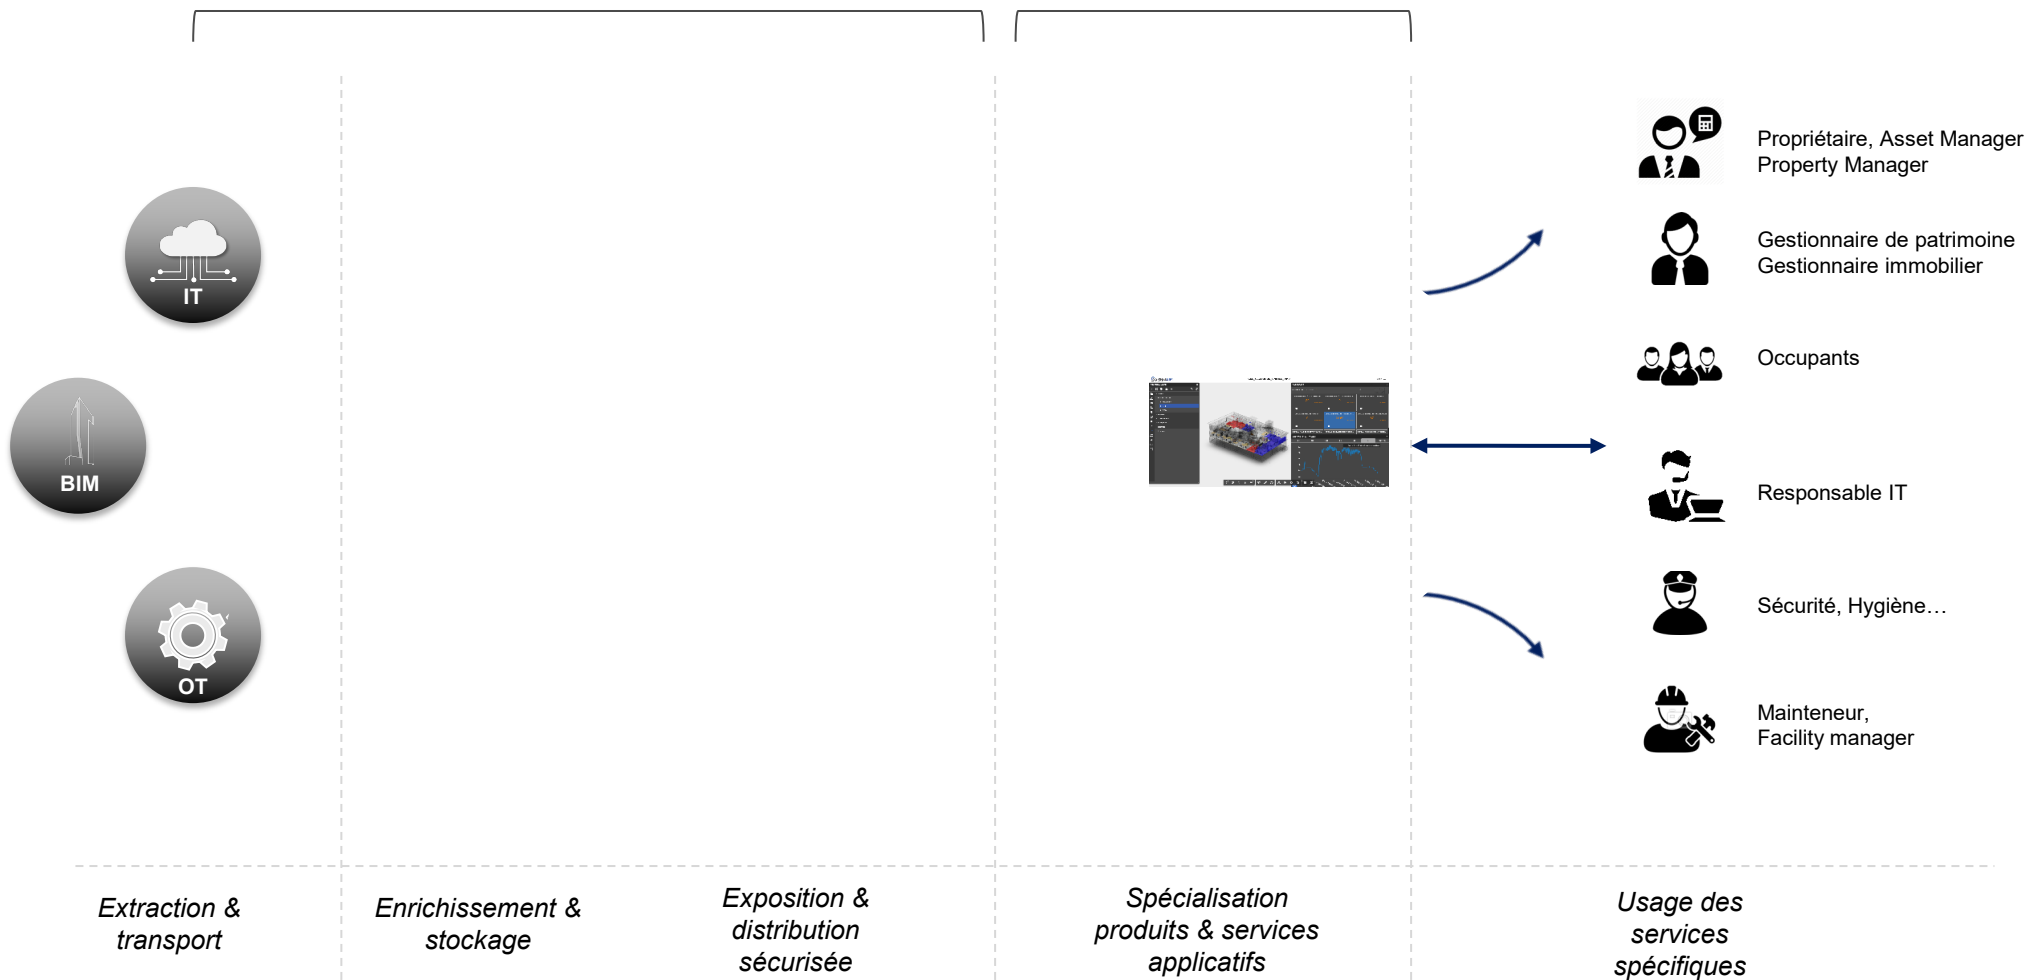 IT
BIM
OT
Propriétaire, Asset Manager
Property Manager
Gestionnaire de patrimoine
Gestionnaire immobilier
Occupants
Responsable IT
Sécurité, Hygiène…
Mainteneur,
Facility manager
Extraction &
transport
Enrichissement &
stockage
Exposition &
distribution
sécurisée
Spécialisation
produits & services
applicatifs
Usage des
services
spécifiques